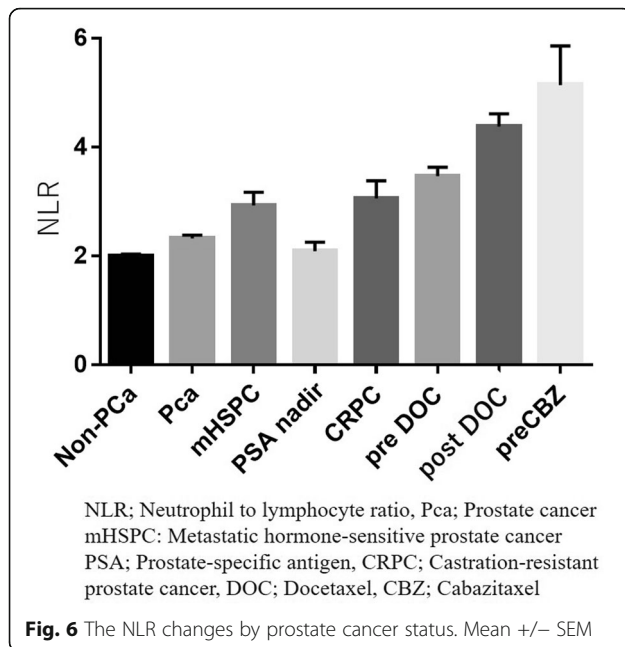 6
4
2
0
NLR
Non-PCa
Pca
mHSPC
PSA nadir
CRPC
pre DOC
post DOC
preCBZ
NLR; Neutrophil to lymphocyte ratio, Pca; Prostate cancer
mHSPC: Metastatic hormone-sensitive prostate cancer
PSA; Prostate-specific antigen, CRPC; Castration-resistant
prostate cancer, DOC; Docetaxel, CBZ; Cabazitaxel
Fig. 6 The NLR changes by prostate cancer status. Mean +/− SEM